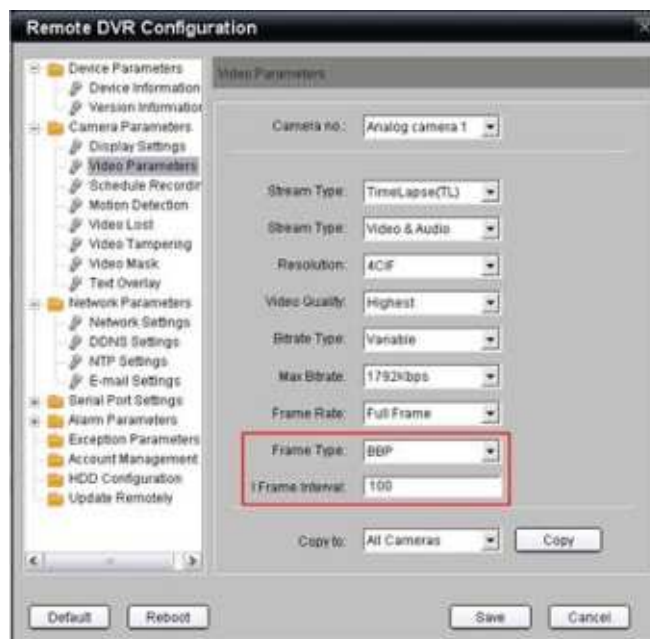 Remote DVR Configuration
Device Parameters
Device Information
Version Information
Camera Parameters
Display Settings
Video Parameters
Schedule Recordin
Motion Detection
Video Lost
Video Tampering
Video Mask
Text Overlay
Network Parameters
Network Settings
DDNS Settings
NTP Settings
E-mail Settings
Serial Port Settings
Alarm Parameters
Exception Parameters
Account Management
HDD Configuration
Update Remotely
Video Parameters
Camera no.: Analog camera 1
Stream Type: TimeLapse(TL)
Stream Type: Video & Audio
Resolution: 4CIF
Video Quality: Highest
Bitrate Type: Variable
Max Bitrate: 1792Kbps
Frame Rate: Full Frame
Frame Type: BBP
I Frame Interval: 100
Copy to: All Cameras Copy
Default Reboot Save Cancel